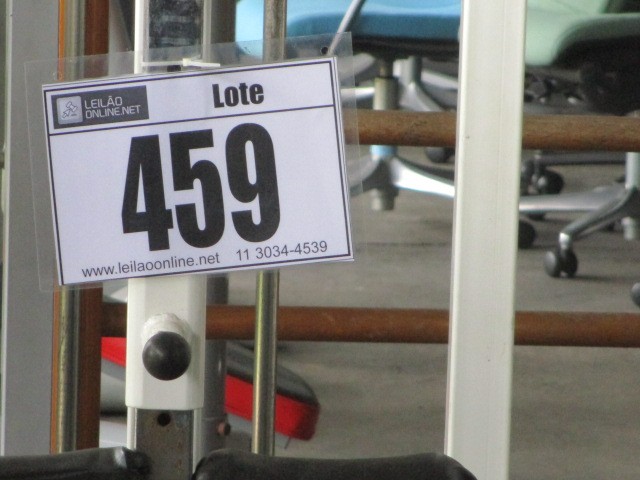 LEILÃO
ONLINE.NET
Lote
459
www.leilaoonline.net 11 3034-4539